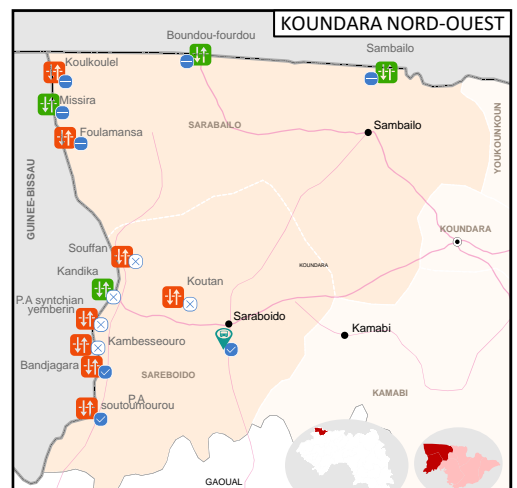 KOUNDARA NORD-OUEST
Boundou-fourdou
Sambailo
Koulkoulel
Missira
Foulamansa
SARABAILO
Sambailo
YOUKOUNKOUN
GUINEE-BISSAU
KOUNDARA
Souffan
KOUNDARA
Kandika
Koutan
P.A syntchian
yemberin
Saraboido
Kambesseouro
Kamabi
Bandjagara
SAREBOIDO
P.A
soutoumourou
KAMABI
GAOUAL